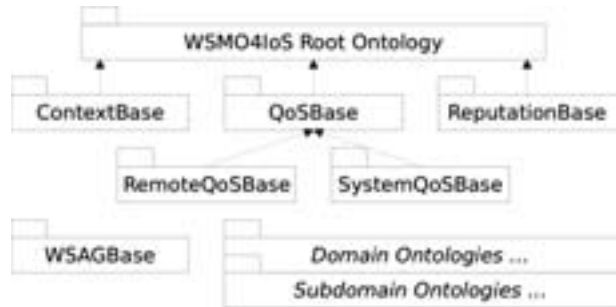 WSMO4IoS Root Ontology
ContextBase
QoSBase
ReputationBase
RemoteQoSBase
SystemQoSBase
WSAGBase
Domain Ontologies ...
Subdomain Ontologies ...